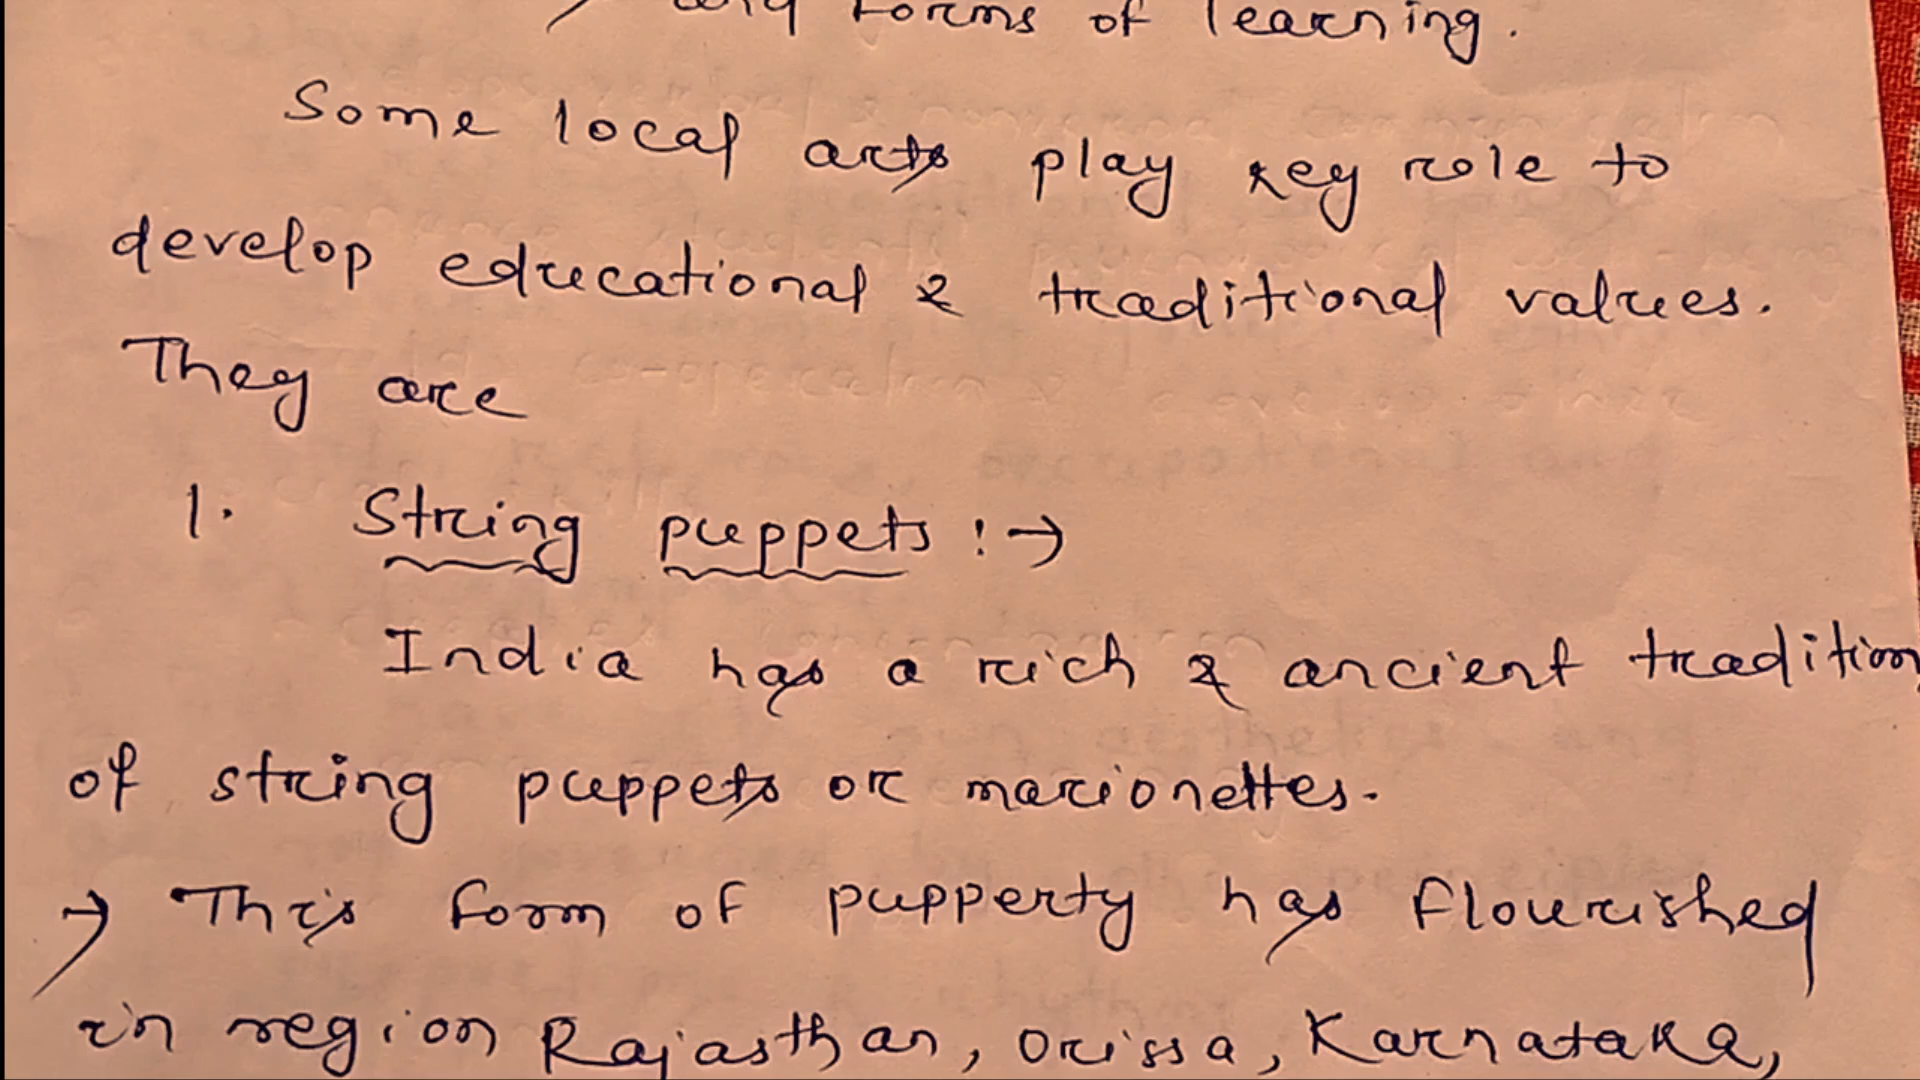 and forms of learning.
Some local arts play key role to
develop educational & traditional values.
They are
1. String puppets :→
India has a rich & ancient tradition
of string puppets or marionettes.
→ This form of pupperty has flourished
in region Rajasthan, Orissa, Karnataka,